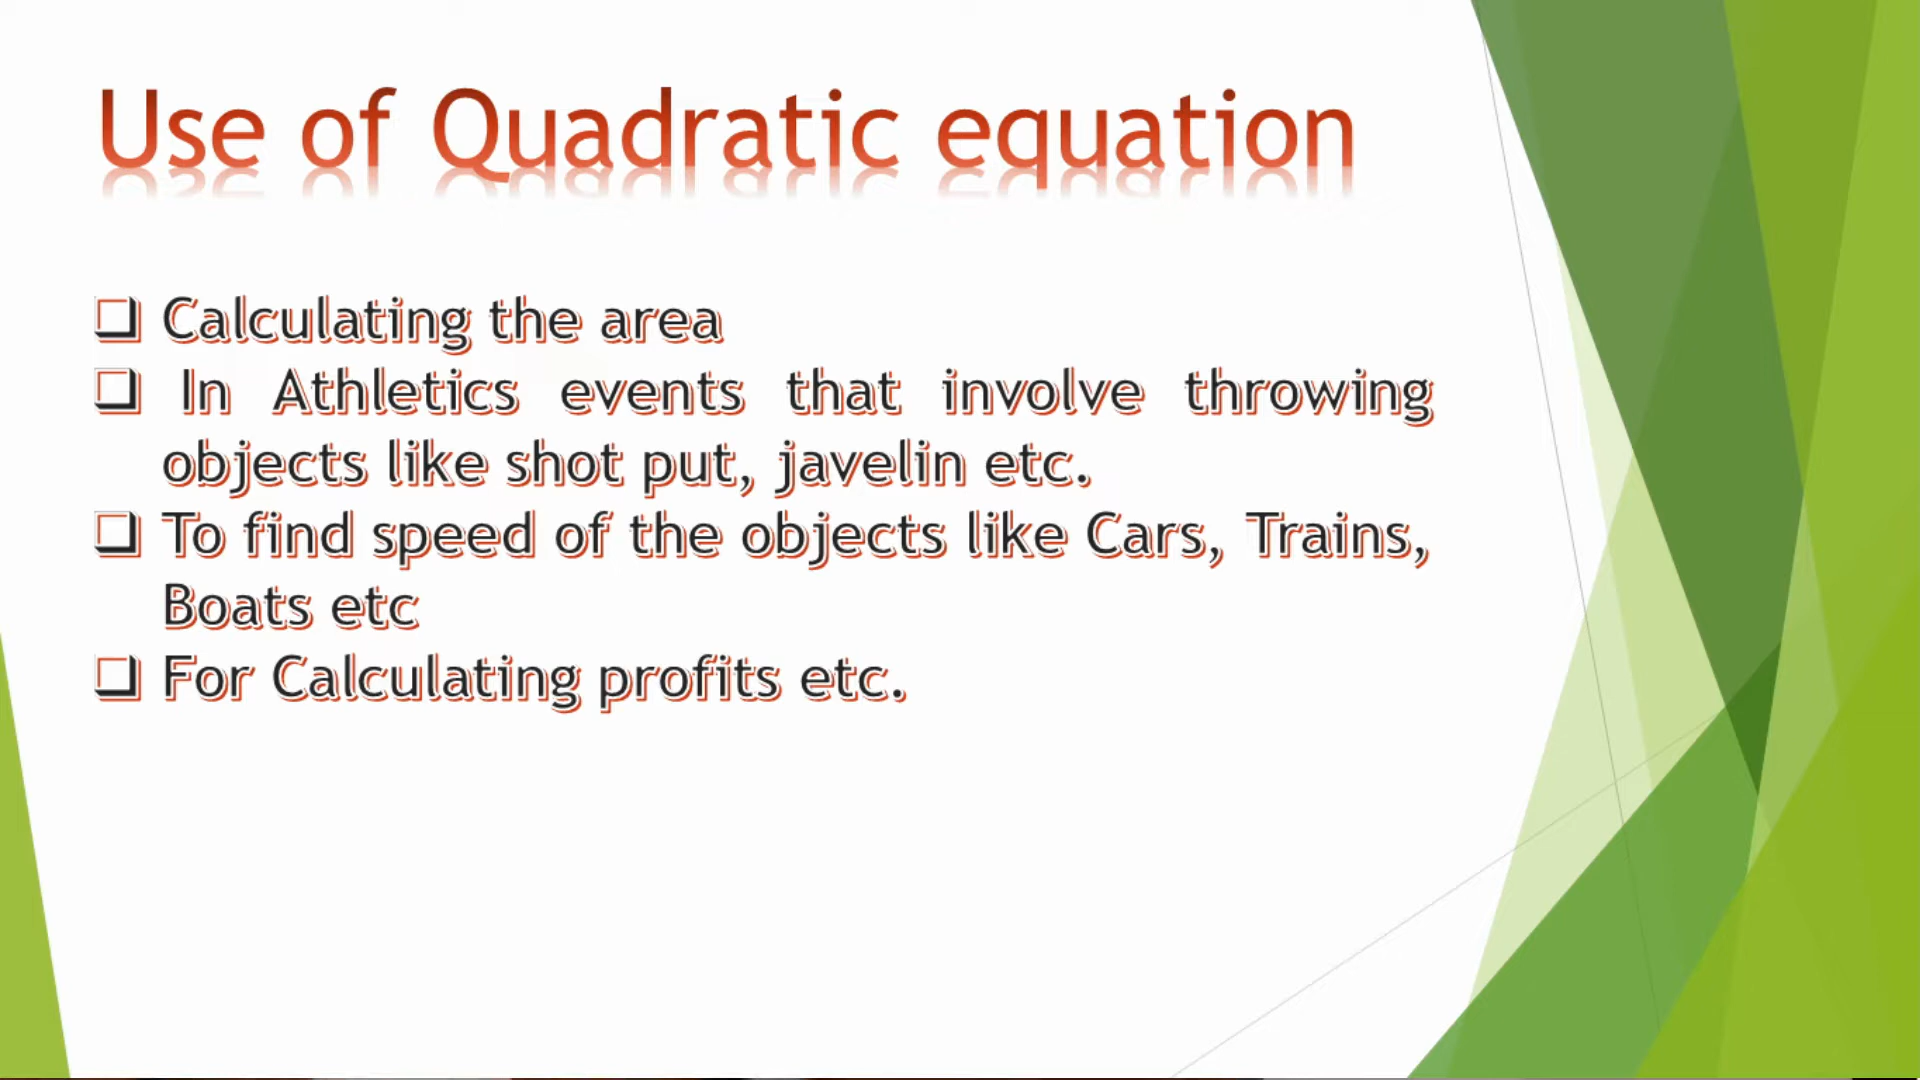 Use of Quadratic equation
❑ Calculating the area
❑ In Athletics events that involve throwing
objects like shot put, javelin etc.
❑ To find speed of the objects like Cars, Trains,
Boats etc
❑ For Calculating profits etc.